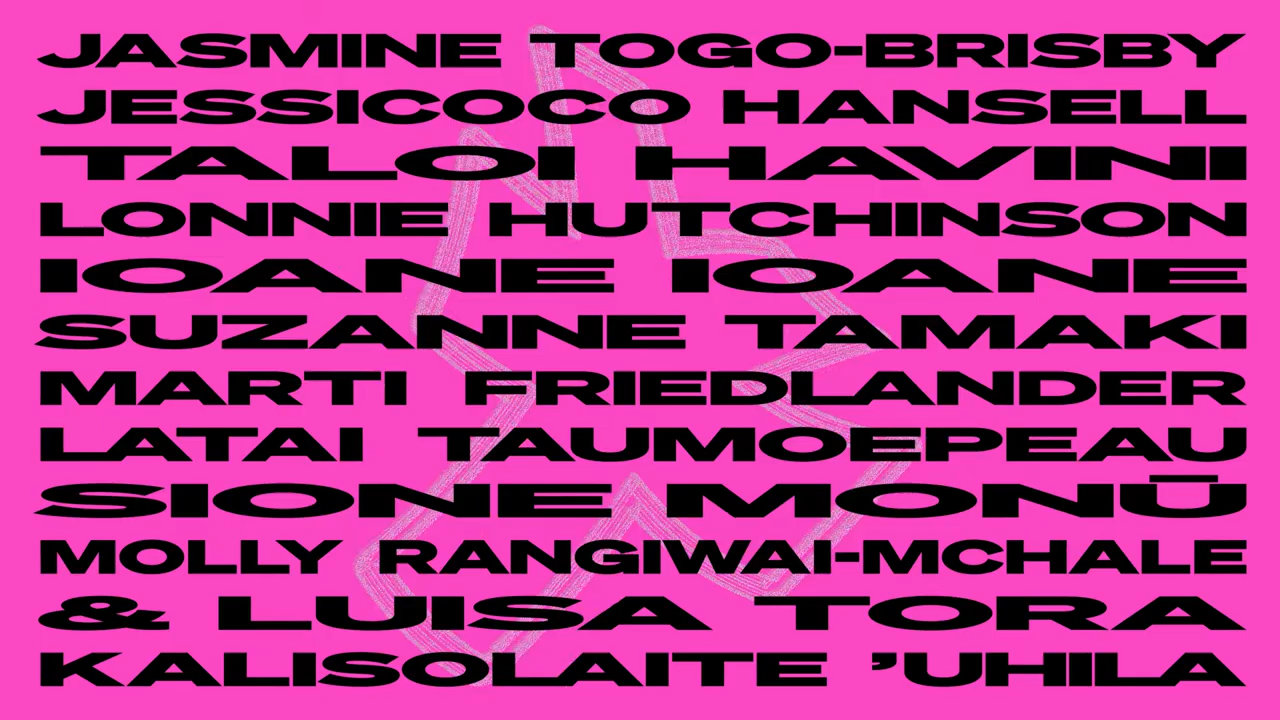 JASMINE TOGO-BRISBY
JESSICOCO HANSELL
TALOI HAVINI
LONNIE HUTCHINSON
IOANE IOANE
SUZANNE TAMAKI
MARTI FRIEDLANDER
LATAI TAUMOEPEAU
SIONE MONŪ
MOLLY RANGIWAI-MCHALE
& LUISA TORA
KALISOLAITE ’UHILA